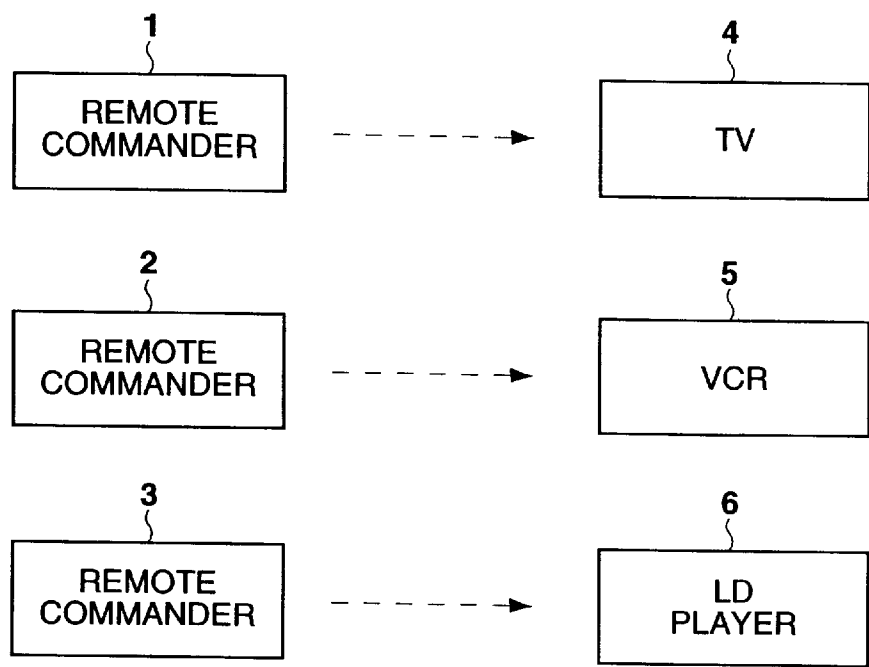 1
4
REMOTE
COMMANDER
TV
2
5
REMOTE
COMMANDER
VCR
3
6
REMOTE
COMMANDER
LD
PLAYER